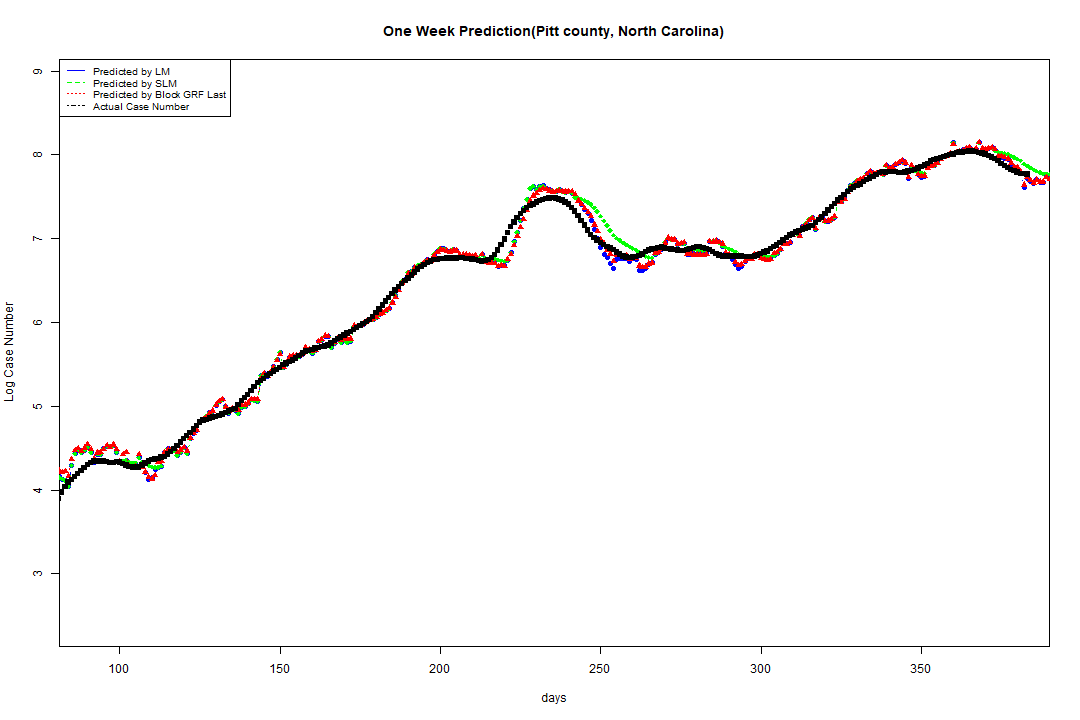 One Week Prediction(Pitt county, North Carolina)
Predicted by LM
Predicted by SLM
Predicted by Block GRF Last
Actual Case Number
9
8
7
6
5
4
3
Log Case Number
100 150 200 250 300 350
days